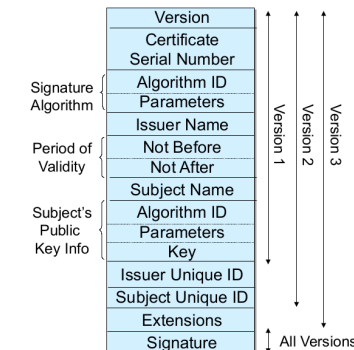 Version
Certificate
Serial Number
Signature
Algorithm
Algorithm ID
Parameters
Issuer Name
Period of
Validity
Not Before
Not After
Subject Name
Subject's
Public
Key Info
Algorithm ID
Parameters
Key
Issuer Unique ID
Subject Unique ID
Extensions
Signature
Version 1
Version 2
Version 3
All Versions